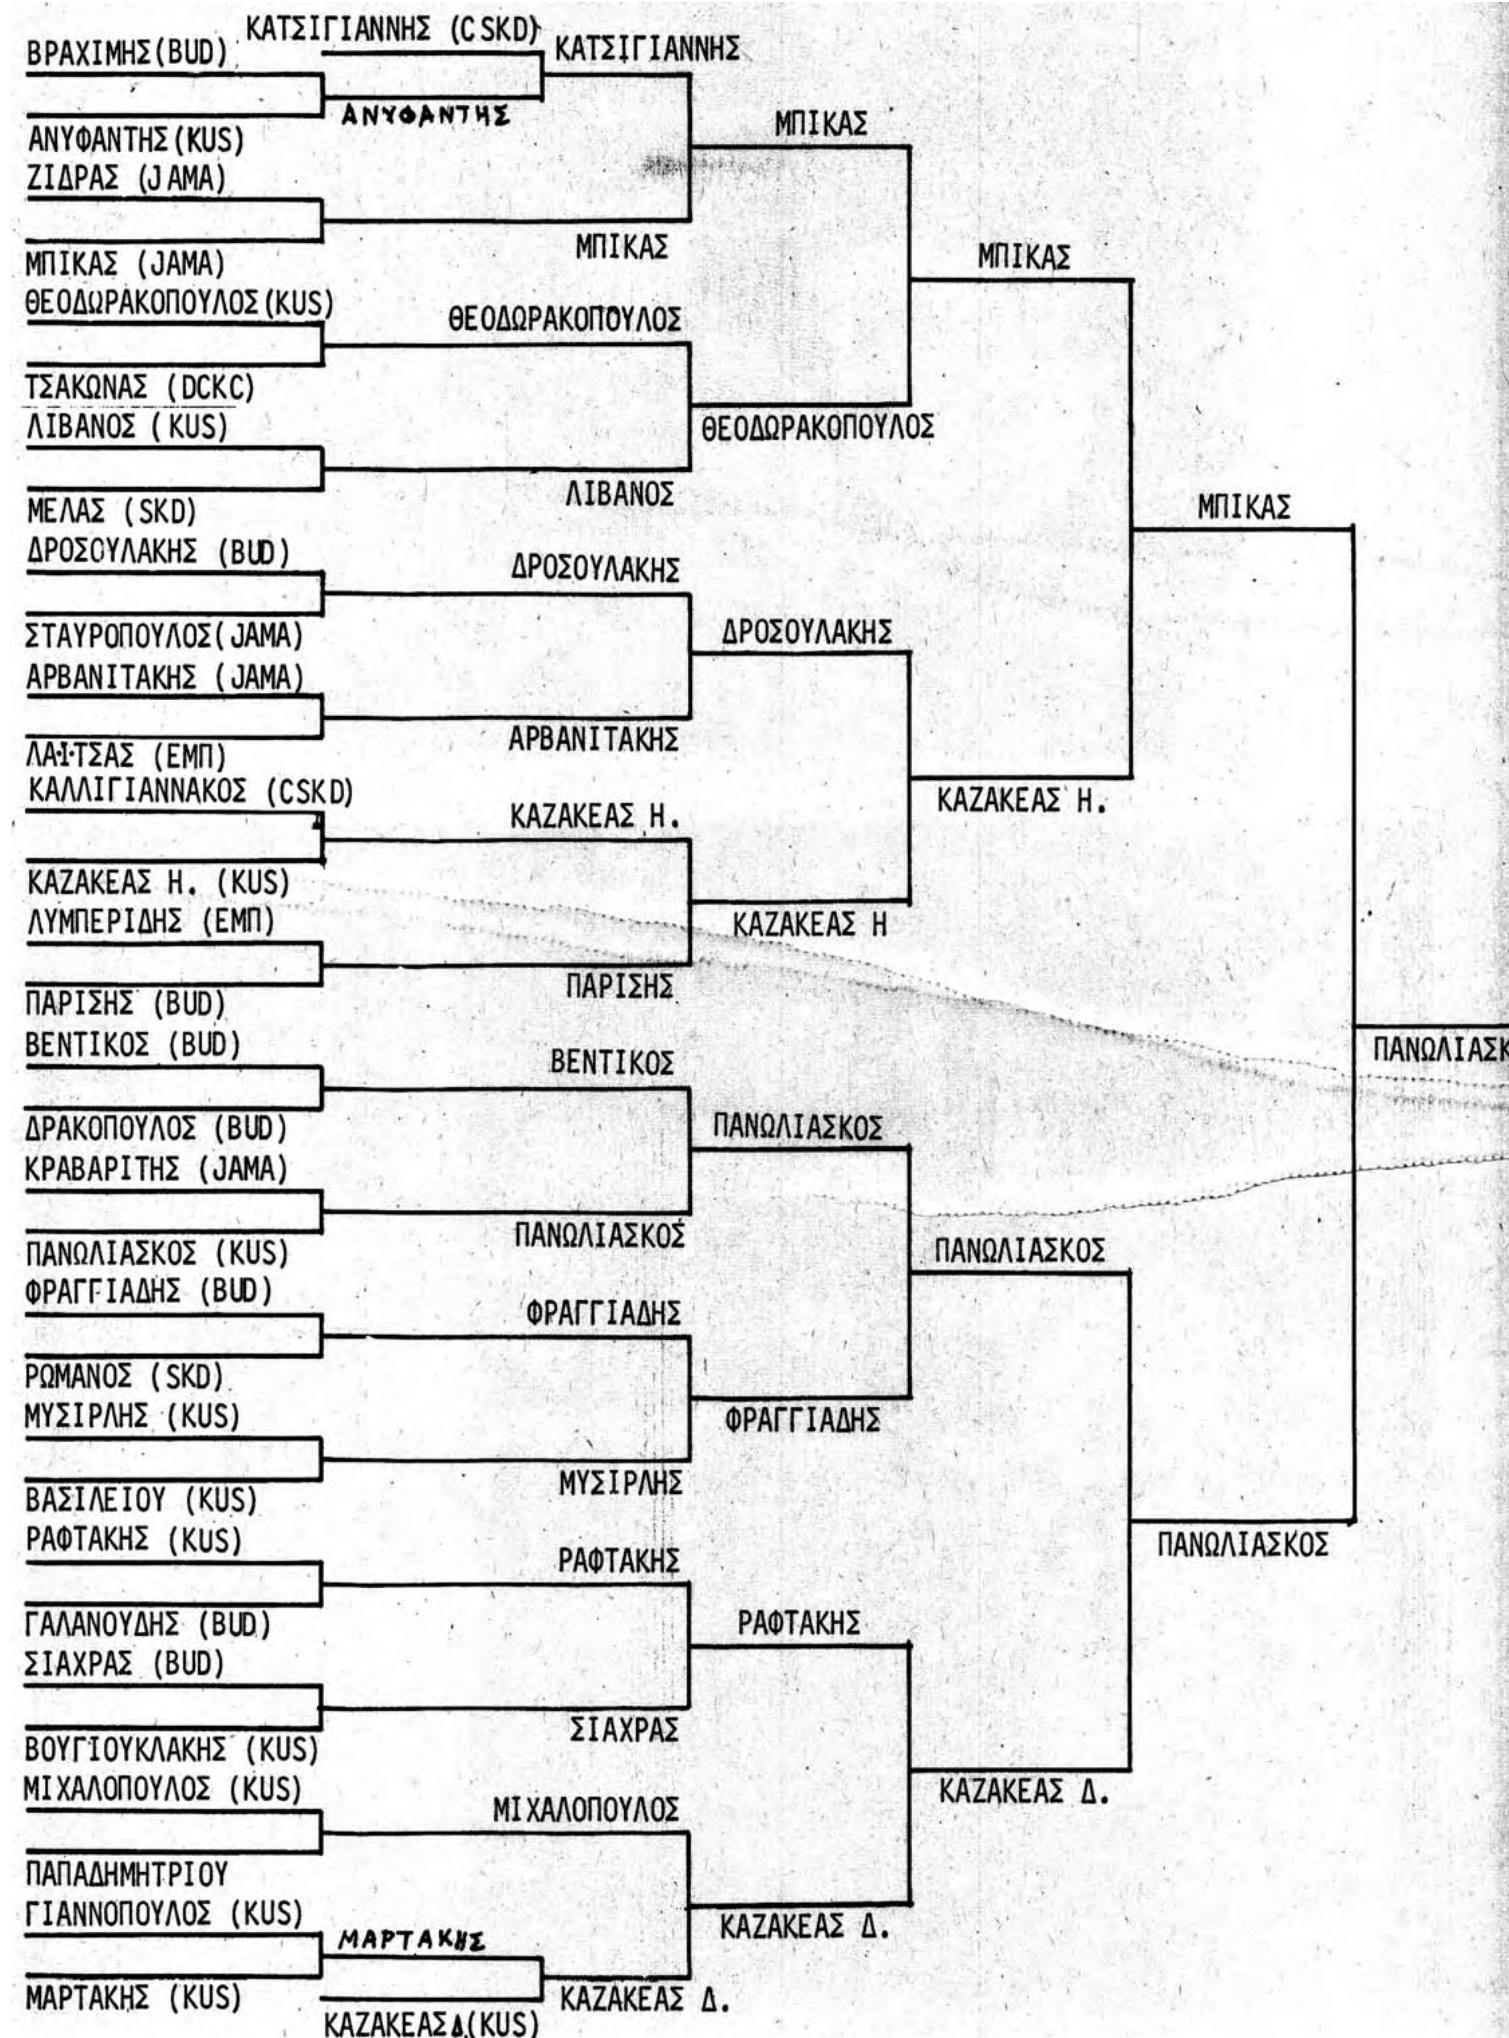 ΚΑΤΣΙΓΙΑΝΝΗΣ (CSKD)
ΒΡΑΧΙΜΗΣ (BUD)
ΚΑΤΣΙΓΙΑΝΝΗΣ
ΑΝΥΦΑΝΤΗΣ
ΜΠΙΚΑΣ
ΑΝΥΦΑΝΤΗΣ (KUS)
ΖΙΔΡΑΣ (JAMA)
ΜΠΙΚΑΣ
ΜΠΙΚΑΣ
ΜΠΙΚΑΣ (JAMA)
ΘΕΟΔΩΡΑΚΟΠΟΥΛΟΣ (KUS)
ΘΕΟΔΩΡΑΚΟΠΟΥΛΟΣ
ΤΣΑΚΩΝΑΣ (DCKC)
ΛΙΒΑΝΟΣ (KUS)
ΘΕΟΔΩΡΑΚΟΠΟΥΛΟΣ
ΛΙΒΑΝΟΣ
ΜΕΛΑΣ (SKD)
ΜΠΙΚΑΣ
ΔΡΟΣΟΥΛΑΚΗΣ (BUD)
ΔΡΟΣΟΥΛΑΚΗΣ
ΣΤΑΥΡΟΠΟΥΛΟΣ (JAMA)
ΔΡΟΣΟΥΛΑΚΗΣ
ΑΡΒΑΝΙΤΑΚΗΣ (JAMA)
ΑΡΒΑΝΙΤΑΚΗΣ
ΛΑΪΤΣΑΣ (ΕΜΠ)
ΚΑΛΛΙΓΙΑΝΝΑΚΟΣ (CSKD)
ΚΑΖΑΚΕΑΣ Η.
ΚΑΖΑΚΕΑΣ Η.
ΚΑΖΑΚΕΑΣ Η. (KUS)
ΛΥΜΠΕΡΙΔΗΣ (ΕΜΠ)
ΚΑΖΑΚΕΑΣ Η
ΠΑΡΙΣΗΣ
ΠΑΡΙΣΗΣ (BUD)
ΒΕΝΤΙΚΟΣ (BUD)
ΠΑΝΩΛΙΑΣΚ
ΒΕΝΤΙΚΟΣ
ΔΡΑΚΟΠΟΥΛΟΣ (BUD)
ΠΑΝΩΛΙΑΣΚΟΣ
ΚΡΑΒΑΡΙΤΗΣ (JAMA)
ΠΑΝΩΛΙΑΣΚΟΣ
ΠΑΝΩΛΙΑΣΚΟΣ (KUS)
ΠΑΝΩΛΙΑΣΚΟΣ
ΦΡΑΓΓΙΑΔΗΣ (BUD)
ΦΡΑΓΓΙΑΔΗΣ
ΡΩΜΑΝΟΣ (SKD)
ΜΥΣΙΡΛΗΣ (KUS)
ΦΡΑΓΓΙΑΔΗΣ
ΜΥΣΙΡΛΗΣ
ΒΑΣΙΛΕΙΟΥ (KUS)
ΡΑΦΤΑΚΗΣ (KUS)
ΠΑΝΩΛΙΑΣΚΟΣ
ΡΑΦΤΑΚΗΣ
ΓΑΛΑΝΟΥΔΗΣ (BUD)
ΡΑΦΤΑΚΗΣ
ΣΙΑΧΡΑΣ (BUD)
ΣΙΑΧΡΑΣ
ΒΟΥΓΙΟΥΚΛΑΚΗΣ (KUS)
ΜΙΧΑΛΟΠΟΥΛΟΣ (KUS)
ΚΑΖΑΚΕΑΣ Δ.
ΜΙΧΑΛΟΠΟΥΛΟΣ
ΠΑΠΑΔΗΜΗΤΡΙΟΥ
ΓΙΑΝΝΟΠΟΥΛΟΣ (KUS)
ΚΑΖΑΚΕΑΣ Δ.
ΜΑΡΤΑΚΗΣ
ΜΑΡΤΑΚΗΣ (KUS)
ΚΑΖΑΚΕΑΣ Δ.
ΚΑΖΑΚΕΑΣ Δ.(KUS)